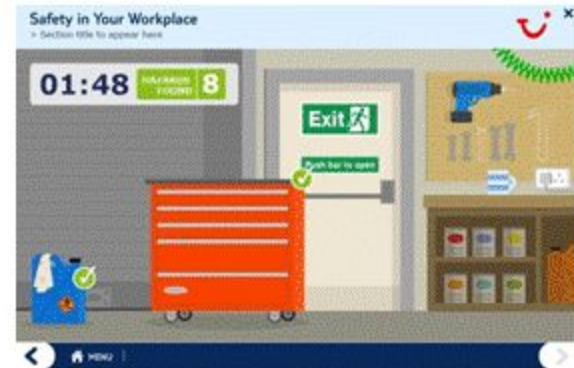 Safety in Your Workplace
> Section title to appear here
01:48
HAZARDS
FOUND
8
Exit
Push bar to open
MENU